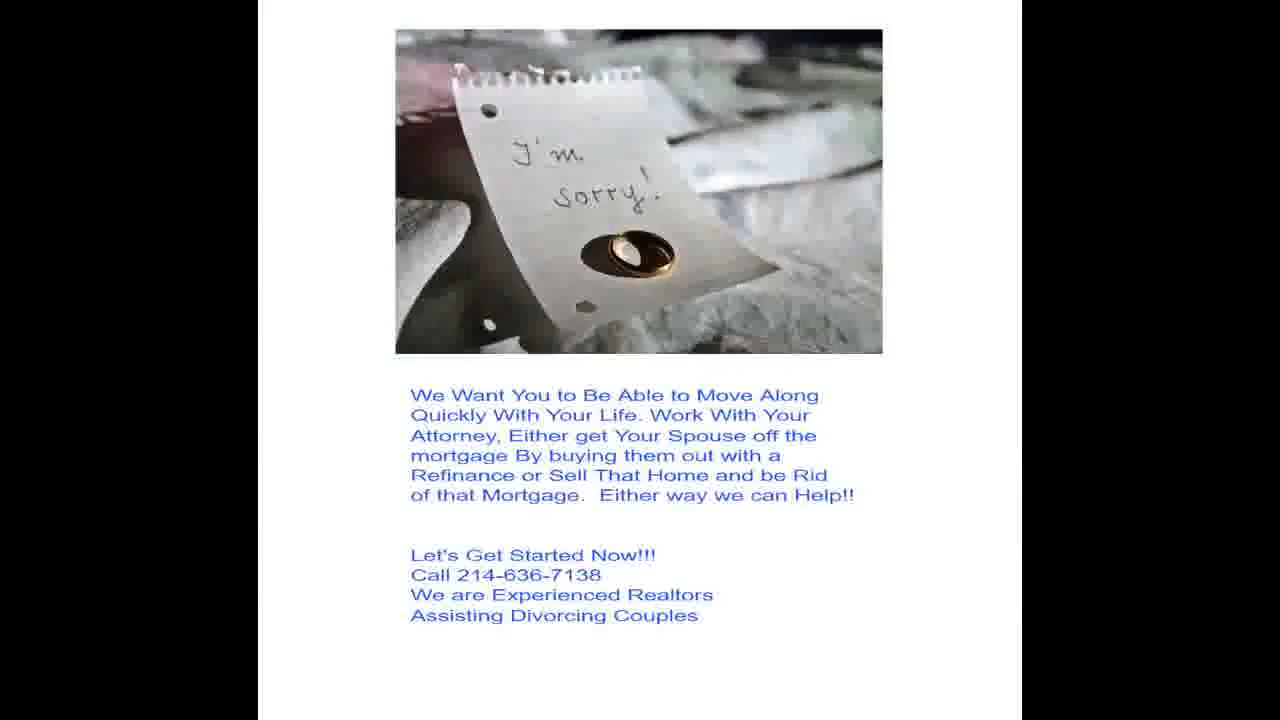 I'm
sorry!
We Want You to Be Able to Move Along
Quickly With Your Life. Work With Your
Attorney, Either get Your Spouse off the
mortgage By buying them out with a
Refinance or Sell That Home and be Rid
of that Mortgage.  Either way we can Help!!
Let's Get Started Now!!!
Call 214-636-7138
We are Experienced Realtors
Assisting Divorcing Couples